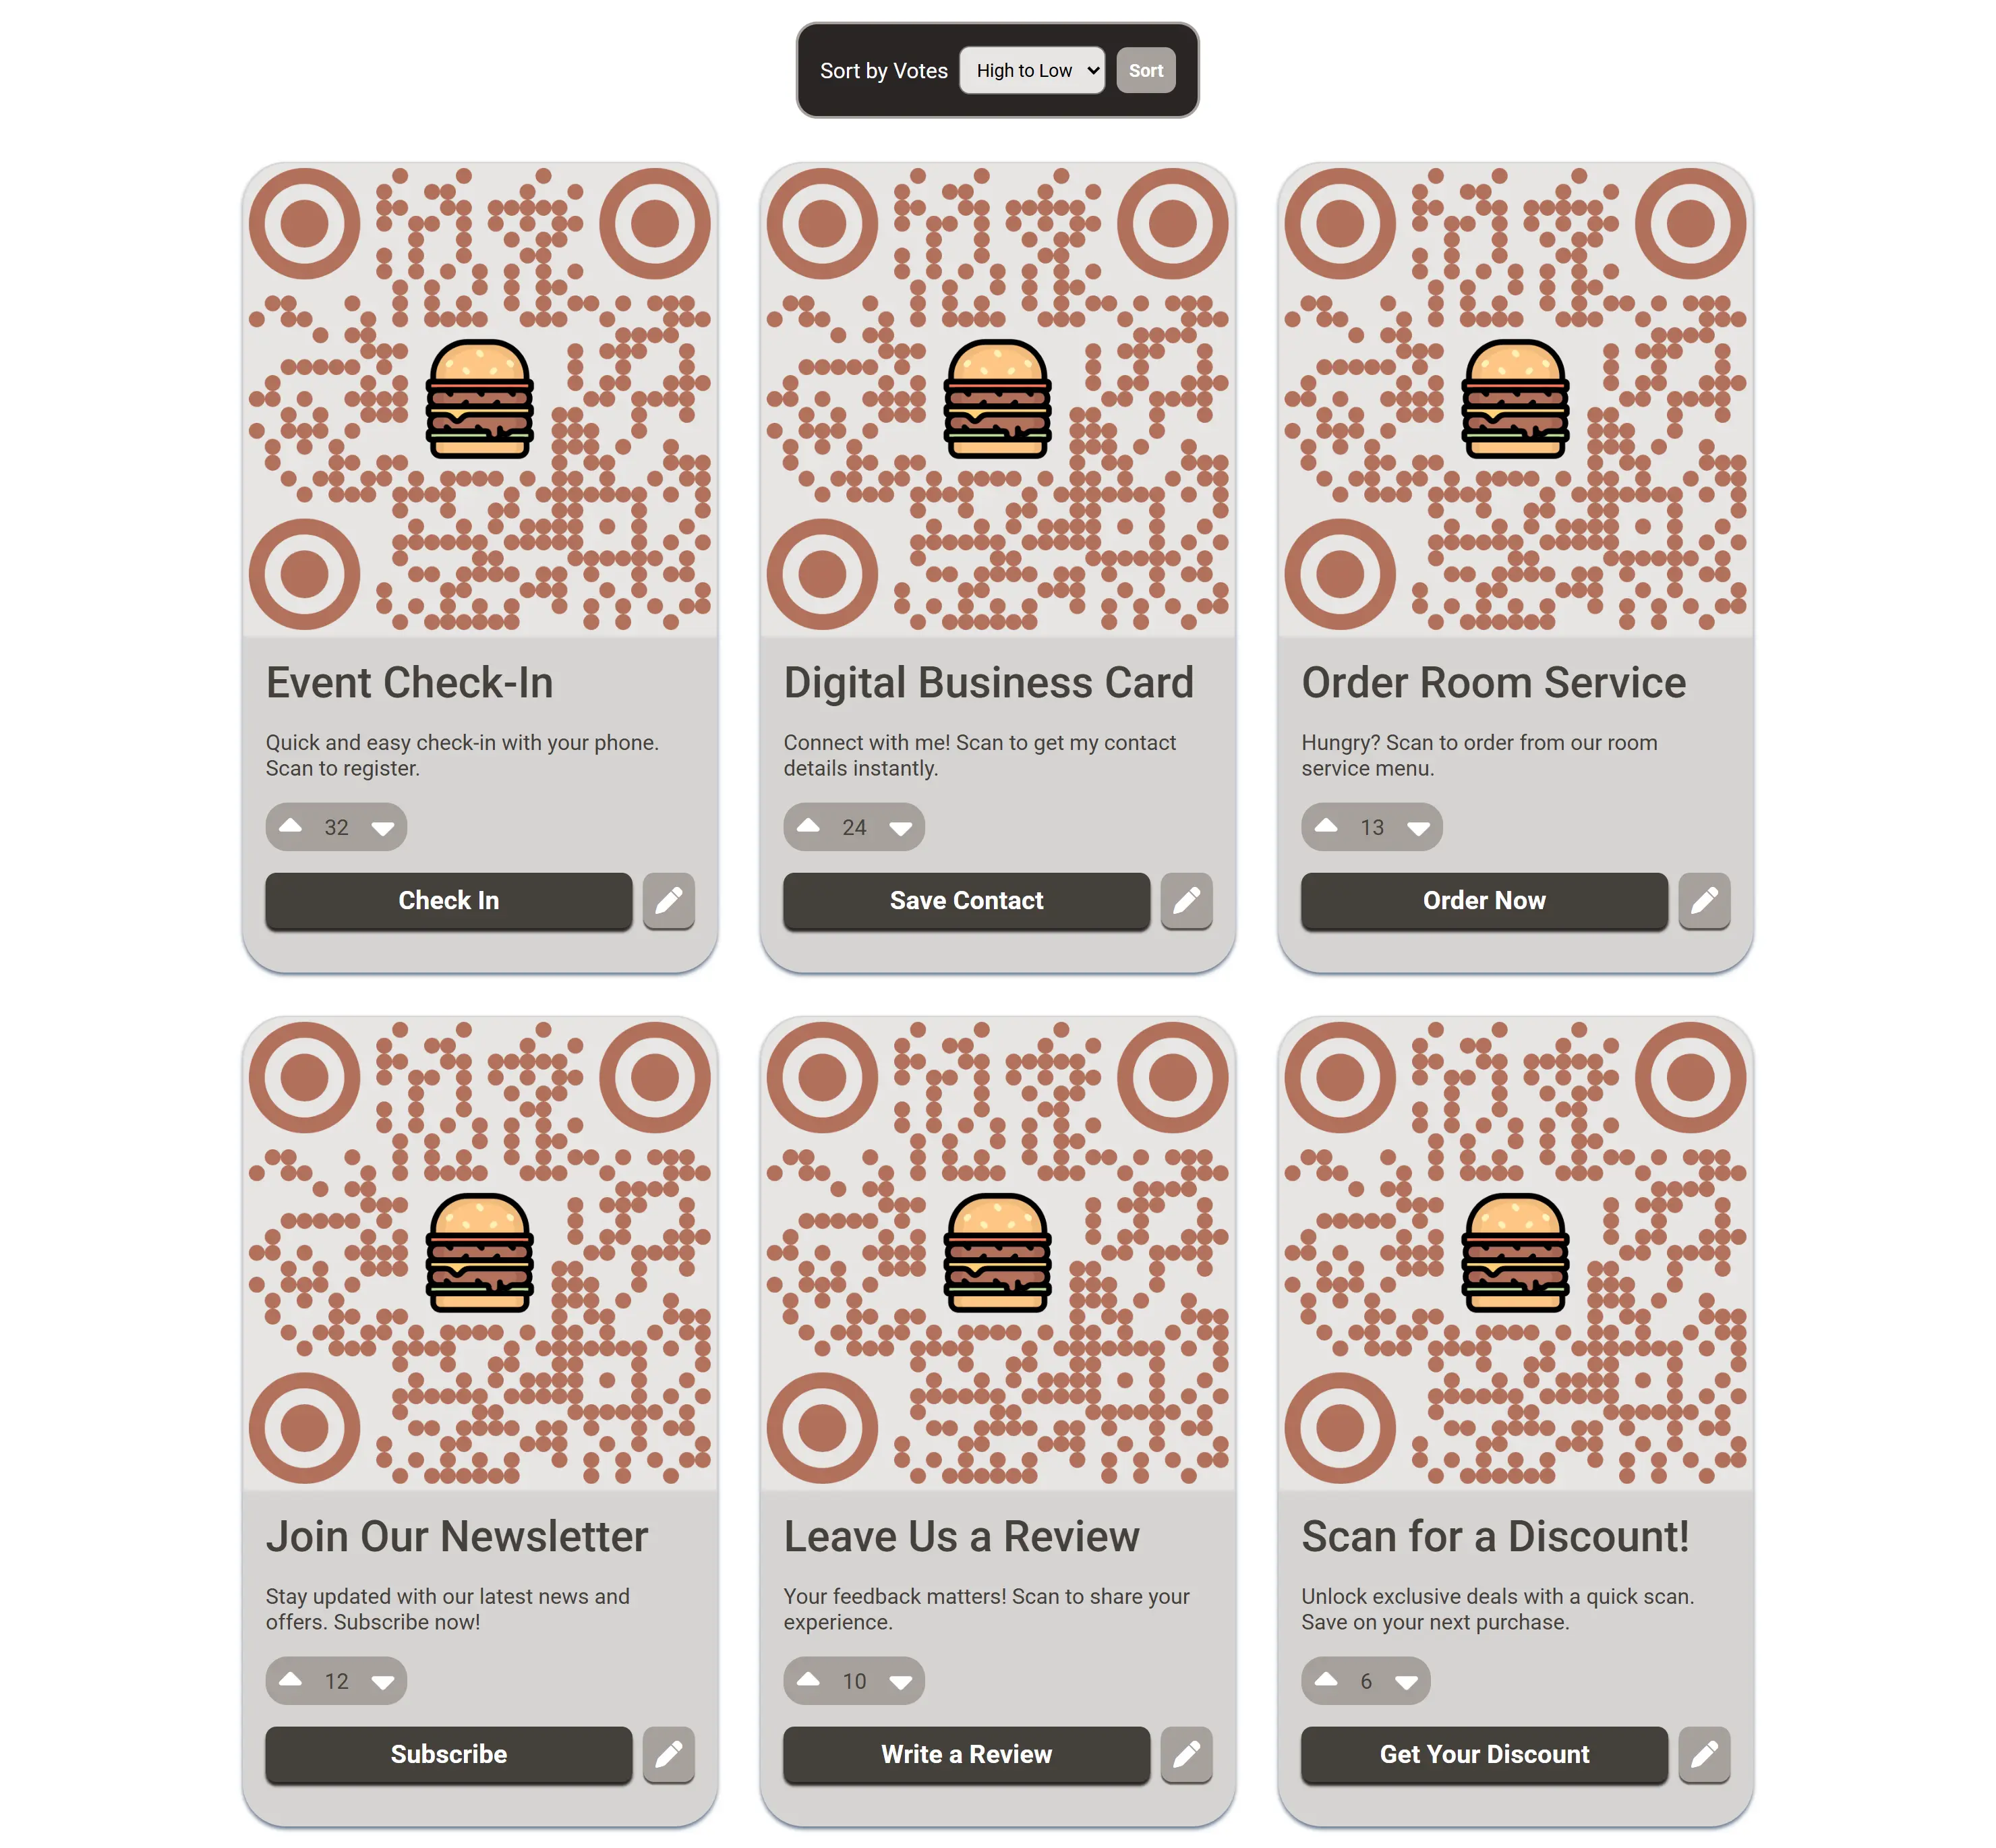 Sort by Votes High to Low Sort
Event Check-In
Quick and easy check-in with your phone.
Scan to register.
32
Check In
Digital Business Card
Connect with me! Scan to get my contact
details instantly.
24
Save Contact
Order Room Service
Hungry? Scan to order from our room
service menu.
13
Order Now
Join Our Newsletter
Stay updated with our latest news and
offers. Subscribe now!
12
Subscribe
Leave Us a Review
Your feedback matters! Scan to share your
experience.
10
Write a Review
Scan for a Discount!
Unlock exclusive deals with a quick scan.
Save on your next purchase.
6
Get Your Discount